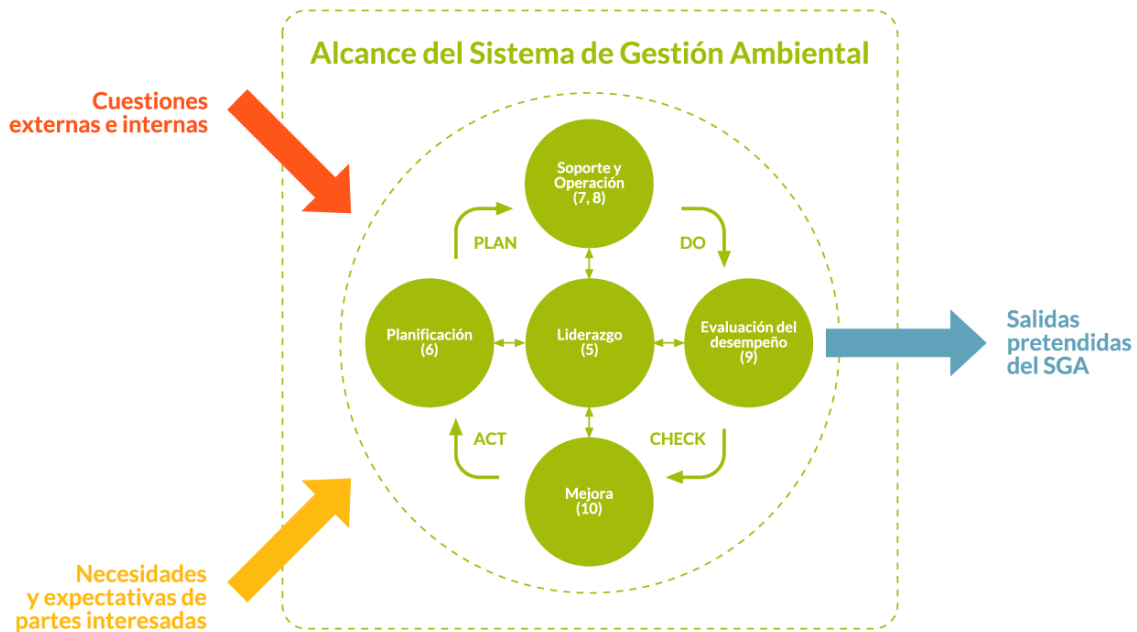 Alcance del Sistema de Gestión Ambiental
Cuestiones
externas e internas
Soporte y
Operación
(7, 8)
PLAN
DO
Planificación
(6)
Liderazgo
(5)
Evaluación del
desempeño
(9)
Salidas
pretendidas
del SGA
ACT
CHECK
Mejora
(10)
Necesidades
y expectativas de
partes interesadas